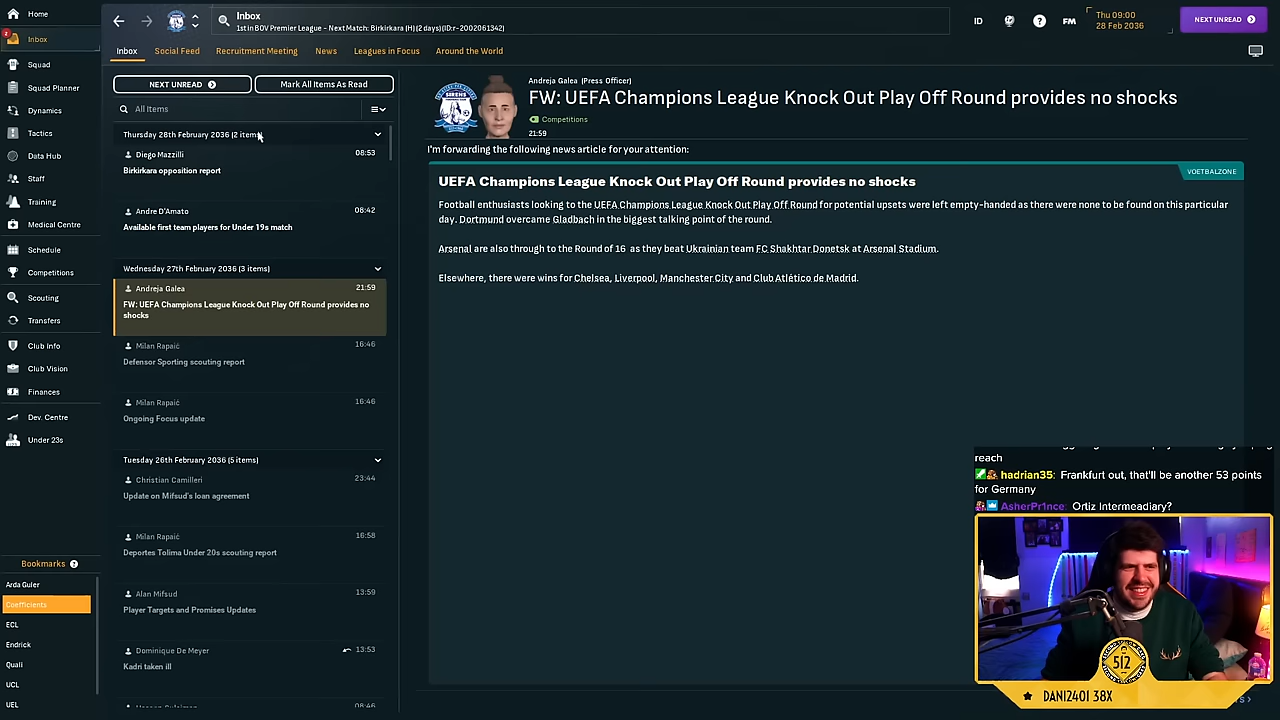 Home
2
Inbox
Squad
Squad Planner
Dynamics
Tactics
Data Hub
Staff
Training
Medical Centre
Schedule
Competitions
Scouting
Transfers
Club Info
Club Vision
Finances
Dev. Centre
Under 23s
Bookmarks ?
Arda Guler
Coefficients
ECL
Endrick
Quali
UCL
UEL
Inbox
1st in BOV Premier League - Next Match: Birkirkara (H) (2 days)(ID:r-2002061342)
ID
?
FM
Thu 09:00
28 Feb 2036
NEXT UNREAD
Inbox
Social Feed
Recruitment Meeting
News
Leagues in Focus
Around the World
NEXT UNREAD
Mark All Items As Read
All Items
Thursday 28th February 2036 (2 items)
Diego Mazzilli
08:53
Birkirkara opposition report
Andre D'Amato
08:42
Available first team players for Under 19s match
Wednesday 27th February 2036 (3 items)
Andreja Galea
21:59
FW: UEFA Champions League Knock Out Play Off Round provides no
shocks
Milan Rapaić
16:46
Defensor Sporting scouting report
Milan Rapaić
16:46
Ongoing Focus update
Tuesday 26th February 2036 (5 items)
Christian Camilleri
23:44
Update on Mifsud's loan agreement
Milan Rapaić
16:58
Deportes Tolima Under 20s scouting report
Alan Mifsud
13:59
Player Targets and Promises Updates
Dominique De Meyer
13:53
Kadri taken ill
08:46
SIRENS
Andreja Galea (Press Officer)
FW: UEFA Champions League Knock Out Play Off Round provides no shocks
Competitions
21:59
I'm forwarding the following news article for your attention:
VOETBALZONE
UEFA Champions League Knock Out Play Off Round provides no shocks
Football enthusiasts looking to the UEFA Champions League Knock Out Play Off Round for potential upsets were left empty-handed as there were none to be found on this particular
day. Dortmund overcame Gladbach in the biggest talking point of the round.
Arsenal are also through to the Round of 16 as they beat Ukrainian team FC Shakhtar Donetsk at Arsenal Stadium.
Elsewhere, there were wins for Chelsea, Liverpool, Manchester City and Club Atlético de Madrid.
reach
hadrian35: Frankfurt out, that'll be another 53 points
for Germany
AsherPr1nce: Ortiz Intermeadiary?
512
DANI2401 38X